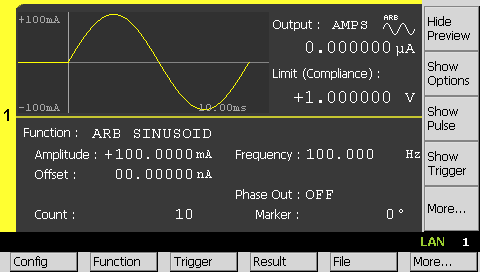 +100mA
Output : AMPS ARB
0.000000 µA
Limit (Compliance) :
+1.000000 V
-100mA
10.00ms
1
Function : ARB SINUSOID
Amplitude : +100.0000mA Frequency : 100.000 Hz
Offset : 00.00000 nA
Phase Out : OFF
Count : 10 Marker : 0 °
Hide Preview
Show Options
Show Pulse
Show Trigger
More...
LAN 1
Config Function Trigger Result File More...